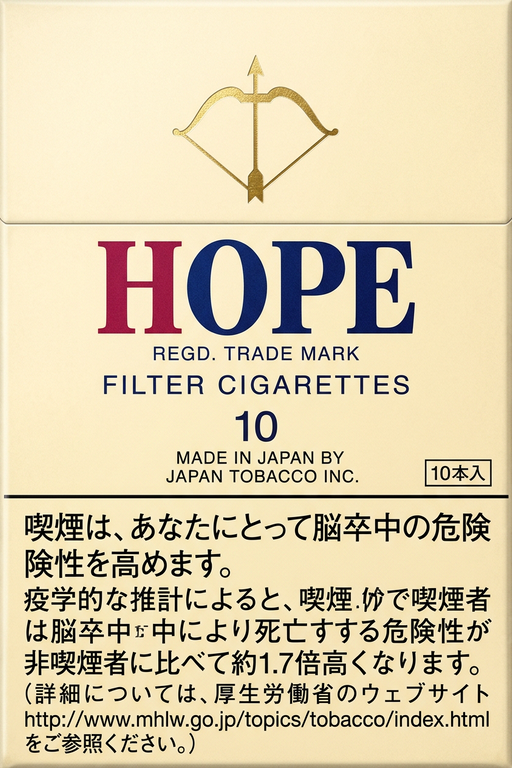 HOPE
REGD. TRADE MARK
FILTER CIGARETTES
10
MADE IN JAPAN BY
JAPAN TOBACCO INC.
10本入
喫煙は、あなたにとって脳卒中の危険
険性を高めます。
疫学的な推計によると、喫煙で喫煙者
は脳卒中中により死亡すする危険性が
非喫煙者に比べて約1.7倍高くなります。
(詳細については、厚生労働省のウェブサイト
http://www.mhlw.go.jp/topics/tobacco/index.html
をご参照ください。)